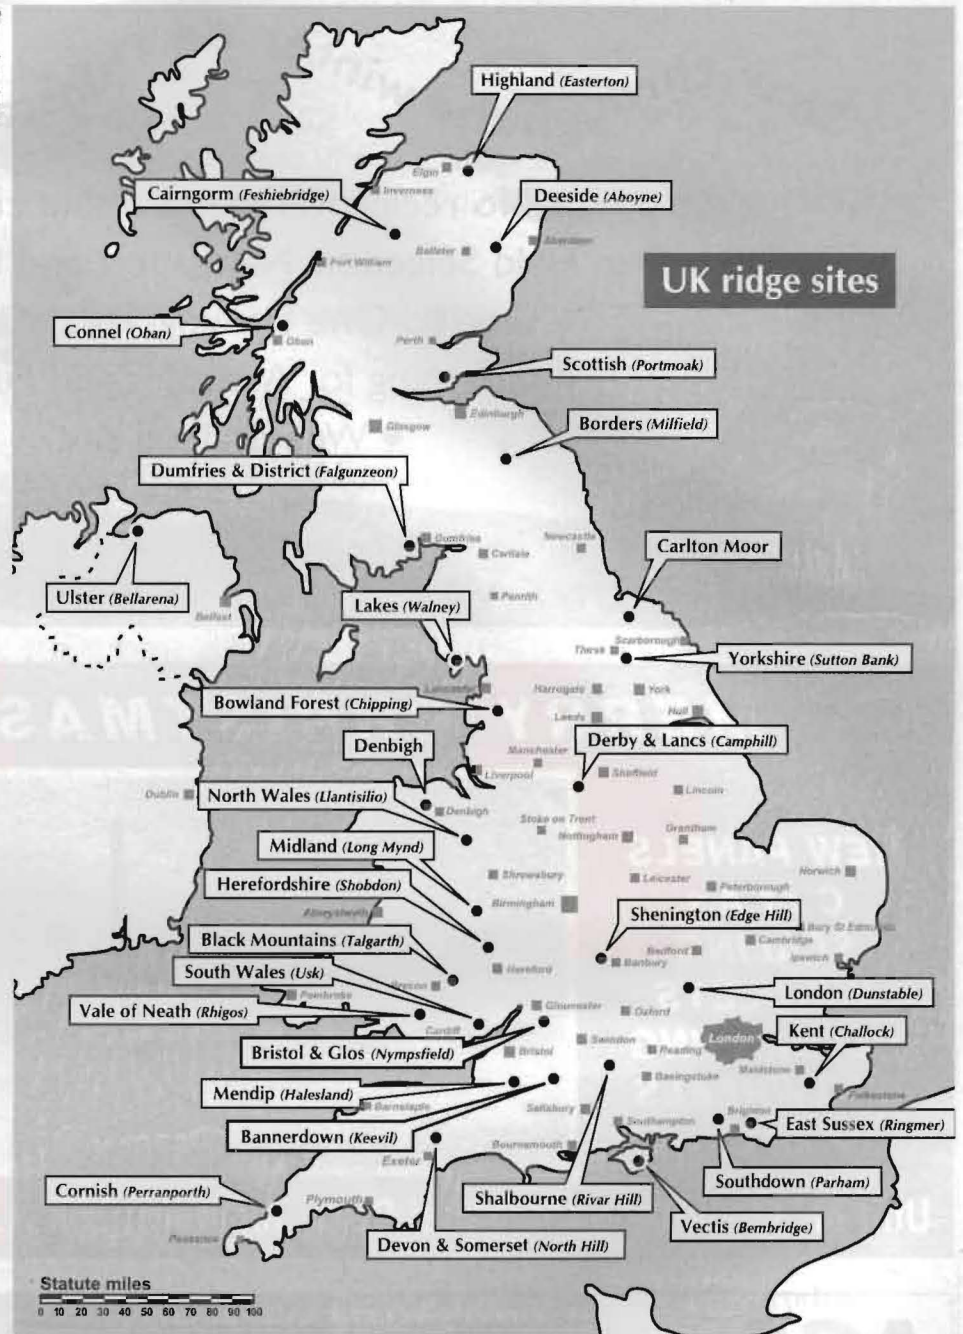 Highland (Easterton)
Elgin
Inverness
Cairngorm (Feshiebridge)
Deeside (Aboyne)
Aberdeen
Ballater
Fort William
UK ridge sites
Connel (Oban)
Oban
Perth
Scottish (Portmoak)
Edinburgh
Glasgow
Borders (Milfield)
Dumfries & District (Falgunzeon)
Dumfries
Newcastle
Carlisle
Carlton Moor
Ulster (Bellarena)
Belfast
Penrith
Lakes (Walney)
Scarborough
Thirsk
Yorkshire (Sutton Bank)
Lancaster
Harrogate
York
Bowland Forest (Chipping)
Leeds
Hull
Denbigh
Manchester
Derby & Lancs (Camphill)
Liverpool
Sheffield
Dublin
North Wales (Llantisilio)
Denbigh
Lincoln
Stoke on Trent
Nottingham
Grantham
Midland (Long Mynd)
Shrewsbury
Leicester
Norwich
Peterborough
Herefordshire (Shobdon)
Birmingham
Aberystwyth
Shenington (Edge Hill)
Bury St Edmunds
Black Mountains (Talgarth)
Bedford
Cambridge
Hereford
Banbury
Ipswich
South Wales (Usk)
Brecon
Pembroke
London (Dunstable)
Vale of Neath (Rhigos)
Gloucester
Oxford
Cardiff
Kent (Challock)
Bristol & Glos (Nympsfield)
Bristol
Swindon
Reading
London
Mendip (Halesland)
Basingstoke
Maidstone
Barnstaple
Salisbury
Folkestone
Bannerdown (Keevil)
Southampton
Brighton
East Sussex (Ringmer)
Bournemouth
Exeter
Cornish (Perranporth)
Plymouth
Shalbourne (Rivar Hill)
Southdown (Parham)
Penzance
Devon & Somerset (North Hill)
Vectis (Bembridge)
Statute miles
0 10 20 30 40 50 60 70 80 90 100